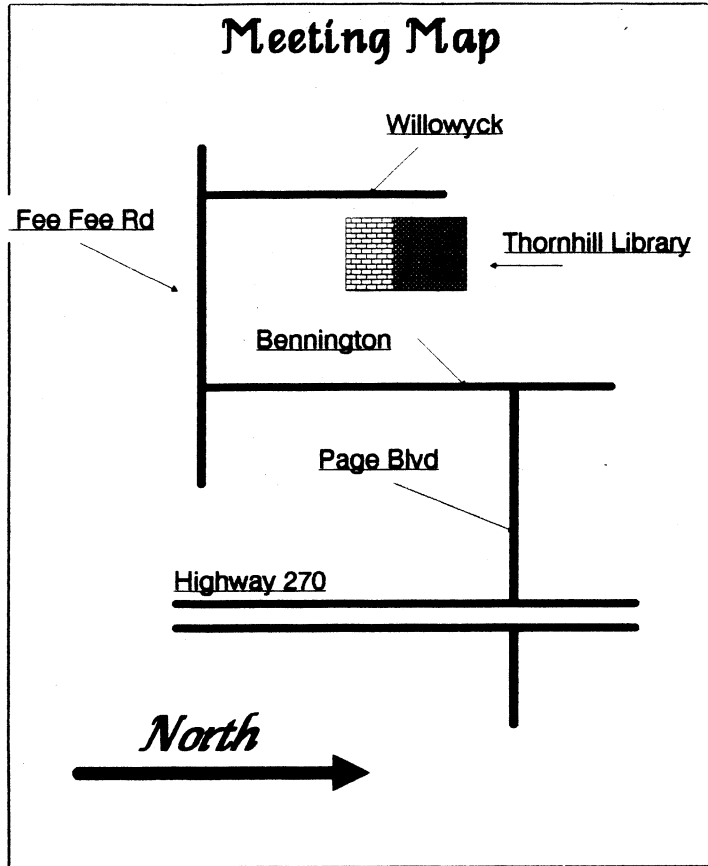 Meeting Map
Willowyck
Fee Fee Rd
Thornhill Library
Bennington
Page Blvd
Highway 270
North